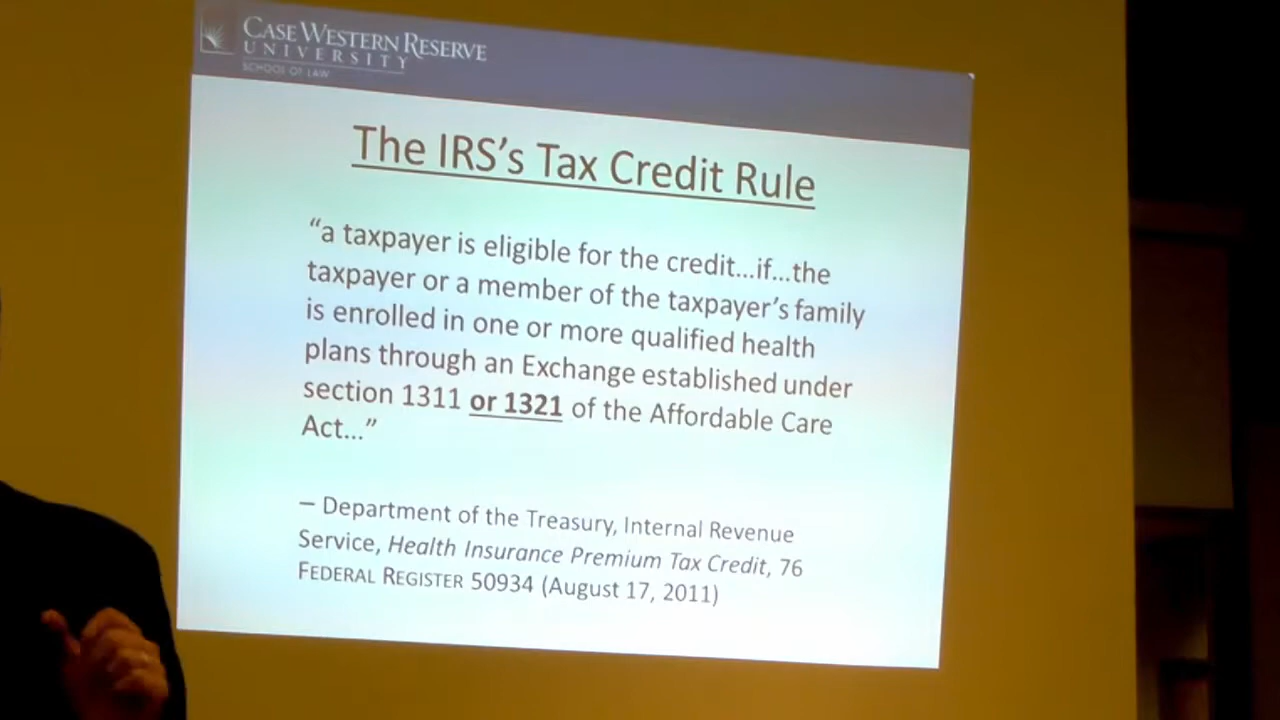 CASE WESTERN RESERVE
UNIVERSITY
SCHOOL OF LAW
The IRS's Tax Credit Rule
“a taxpayer is eligible for the credit...if...the
taxpayer or a member of the taxpayer's family
is enrolled in one or more qualified health
plans through an Exchange established under
section 1311 or 1321 of the Affordable Care
Act...”
– Department of the Treasury, Internal Revenue
Service, Health Insurance Premium Tax Credit, 76
FEDERAL REGISTER 50934 (August 17, 2011)